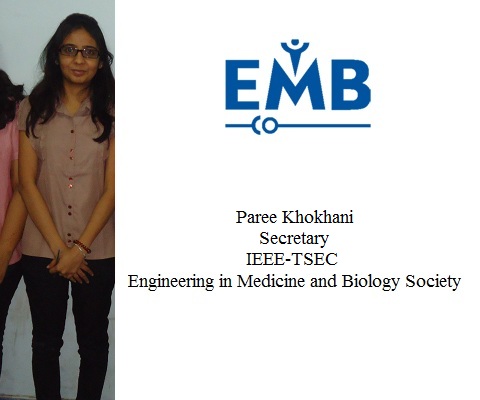 EMB
Paree Khokhani
Secretary
IEEE-TSEC
Engineering in Medicine and Biology Society